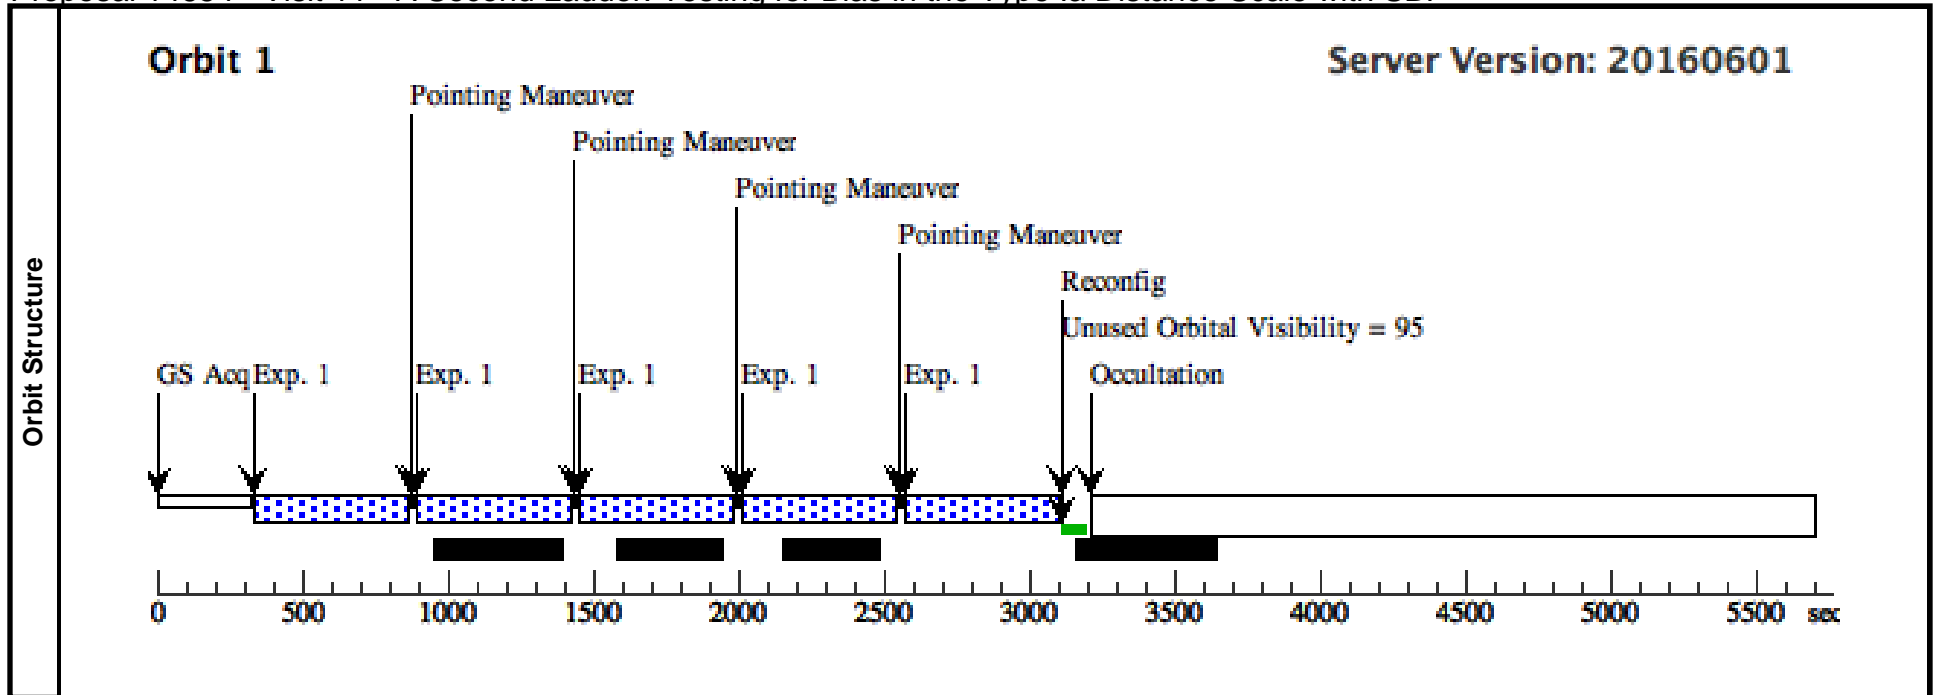 Orbit 1
Server Version: 20160601
Pointing Maneuver
Pointing Maneuver
Pointing Maneuver
Pointing Maneuver
Reconfig
Unused Orbital Visibility = 95
GS Acq Exp. 1 Exp. 1 Exp. 1 Exp. 1 Exp. 1 Occultation
Orbit Structure
0 500 1000 1500 2000 2500 3000 3500 4000 4500 5000 5500 sec